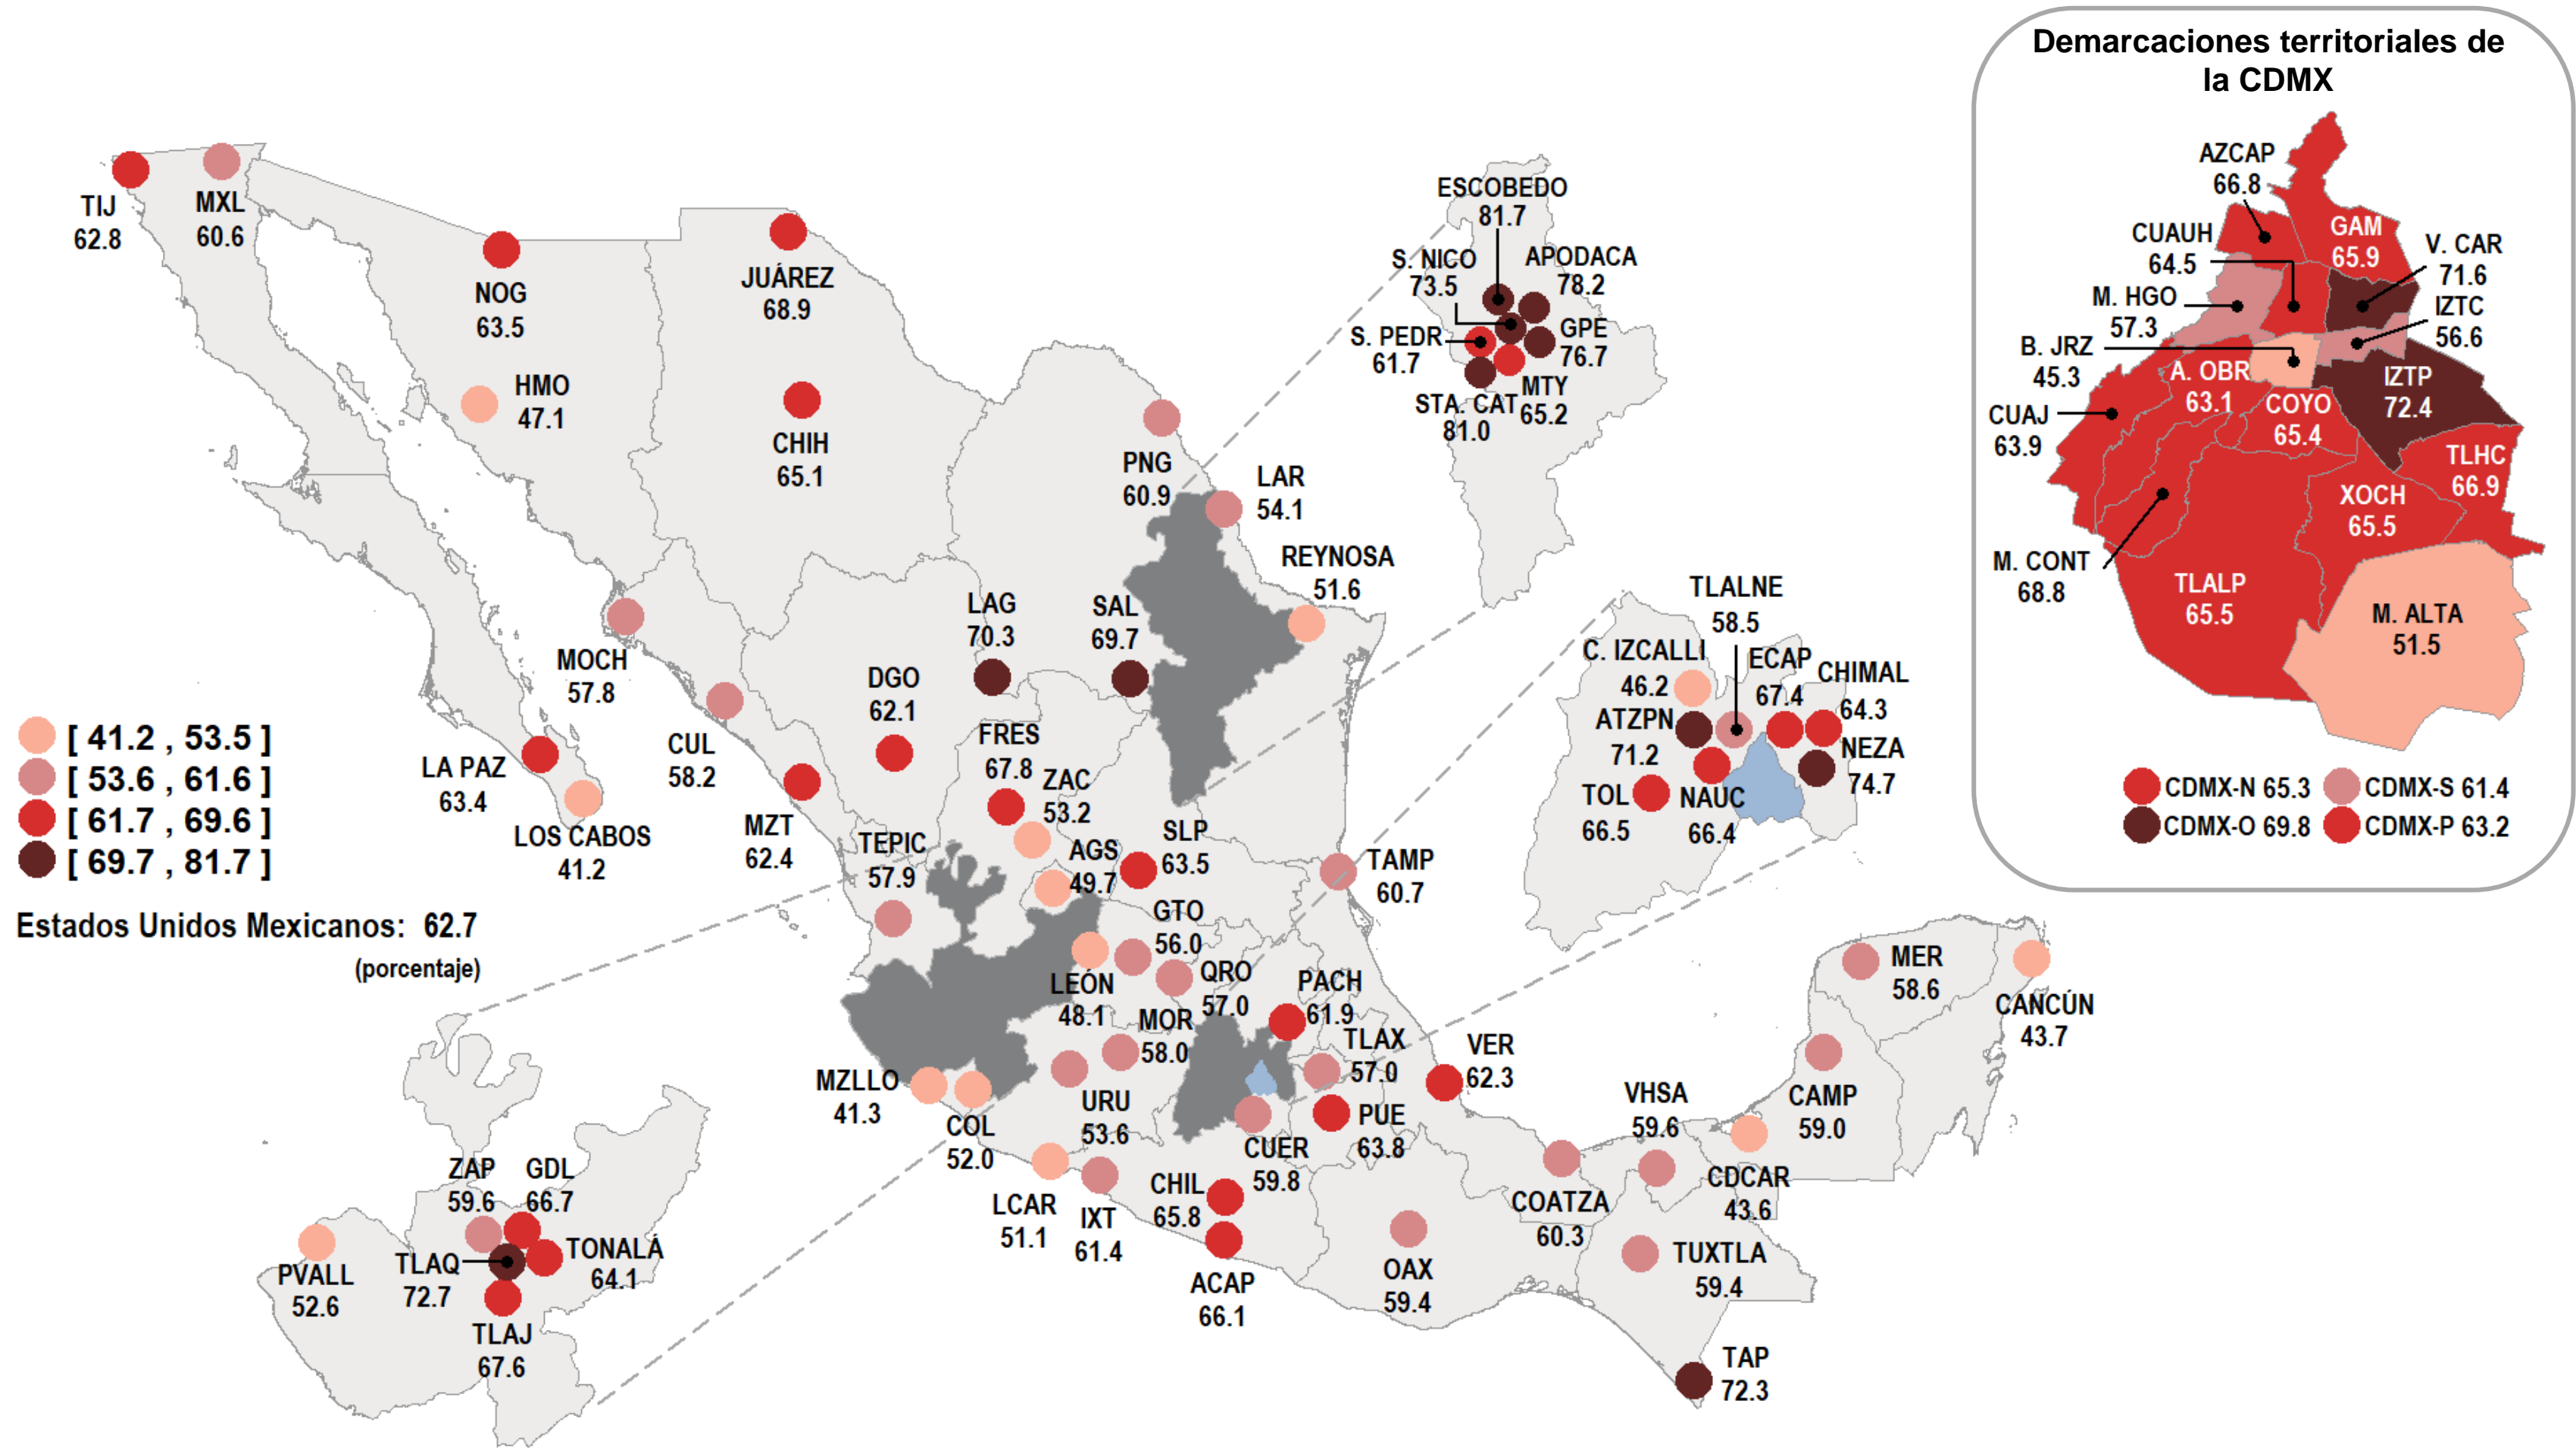 Demarcaciones territoriales de
la CDMX
AZCAP
66.8
CUAUH
64.5
GAM
65.9
V. CAR
71.6
M. HGO
57.3
IZTC
56.6
B. JRZ
45.3
A. OBR
63.1
IZTP
72.4
COYO
65.4
CUAJ
63.9
TLHC
66.9
XOCH
65.5
M. CONT
68.8
TLALP
65.5
M. ALTA
51.5
CDMX-N 65.3
CDMX-S 61.4
CDMX-O 69.8
CDMX-P 63.2
TIJ
62.8
MXL
60.6
NOG
63.5
JUÁREZ
68.9
HMO
47.1
CHIH
65.1
PNG
60.9
LAR
54.1
REYNOSA
51.6
ESCOBEDO
81.7
S. NICO
73.5
APODACA
78.2
S. PEDR
61.7
GPE
76.7
MTY
65.2
STA. CAT
81.0
MOCH
57.8
LAG
70.3
SAL
69.7
DGO
62.1
CUL
58.2
FRES
67.8
ZAC
53.2
LA PAZ
63.4
LOS CABOS
41.2
MZT
62.4
TEPIC
57.9
AGS
49.7
SLP
63.5
TAMP
60.7
TLALNE
58.5
C. IZCALLI
46.2
ECAP
67.4
CHIMAL
64.3
ATZPN
71.2
NEZA
74.7
TOL
66.5
NAUC
66.4
[ 41.2 , 53.5 ]
[ 53.6 , 61.6 ]
[ 61.7 , 69.6 ]
[ 69.7 , 81.7 ]
Estados Unidos Mexicanos: 62.7
(porcentaje)
GTO
56.0
LEÓN
48.1
QRO
57.0
PACH
61.9
MOR
58.0
TLAX
57.0
VER
62.3
MZLLO
41.3
COL
52.0
URU
53.6
CUER
59.8
PUE
63.8
LCAR
51.1
IXT
61.4
CHIL
65.8
ACAP
66.1
OAX
59.4
COATZA
60.3
VHSA
59.6
CDCAR
43.6
CAMP
59.0
MER
58.6
CANCÚN
43.7
TUXTLA
59.4
TAP
72.3
ZAP
59.6
GDL
66.7
TONALÁ
64.1
PVALL
52.6
TLAQ
72.7
TLAJ
67.6